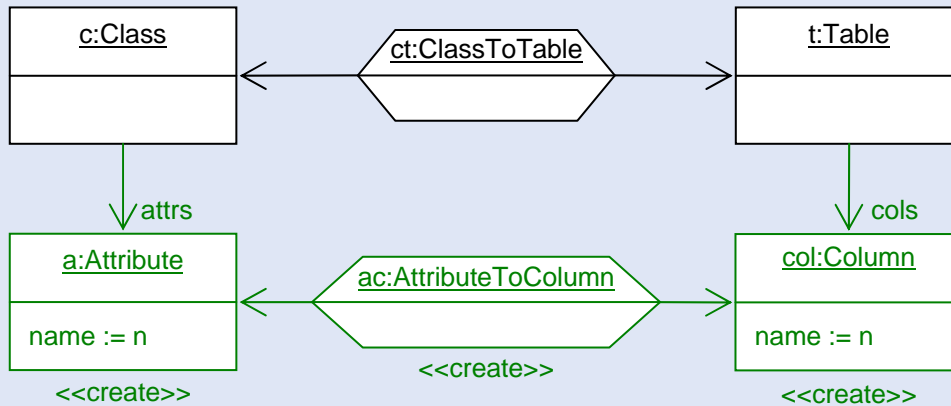 c:Class
ct:ClassToTable
t:Table
attrs
cols
a:Attribute
ac:AttributeToColumn
col:Column
name := n
name := n
<<create>>
<<create>>
<<create>>